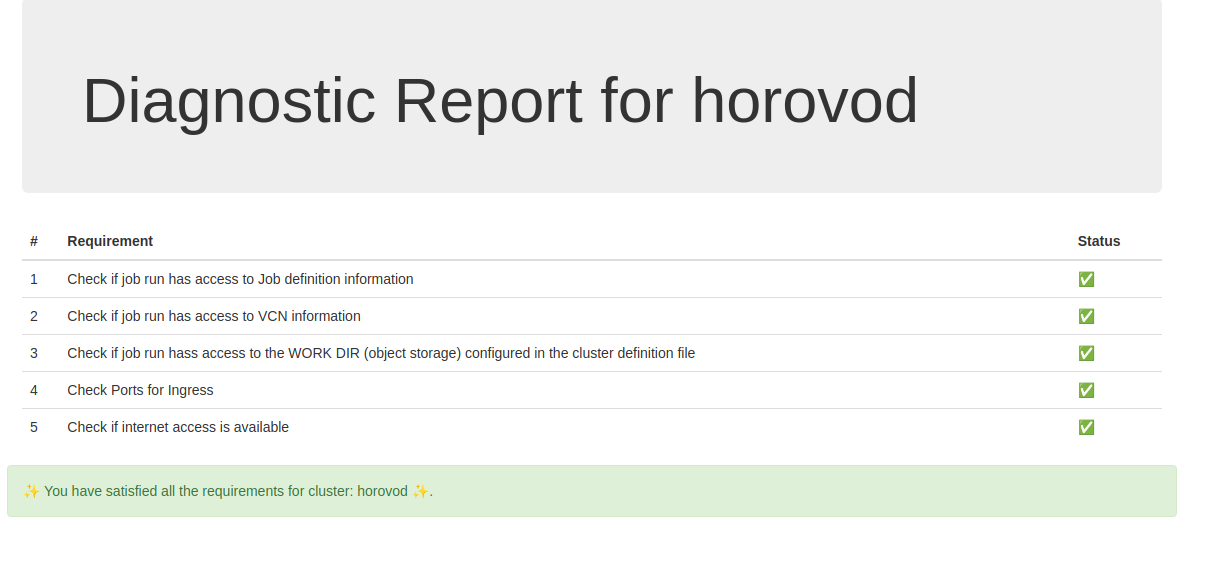 Diagnostic Report for horovod
# Requirement Status
1 Check if job run has access to Job definition information ✅
2 Check if job run has access to VCN information ✅
3 Check if job run hass access to the WORK DIR (object storage) configured in the cluster definition file ✅
4 Check Ports for Ingress ✅
5 Check if internet access is available ✅
✨ You have satisfied all the requirements for cluster: horovod ✨.